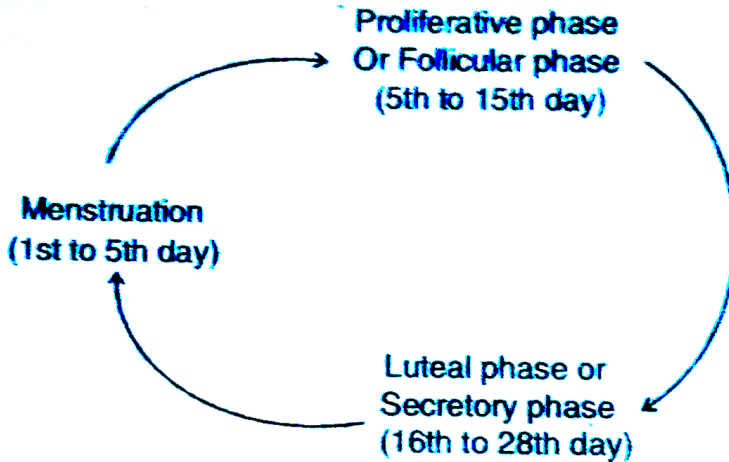 Proliferative phase
Or Follicular phase
(5th to 15th day)
Menstruation
(1st to 5th day)
Luteal phase or
Secretory phase
(16th to 28th day)